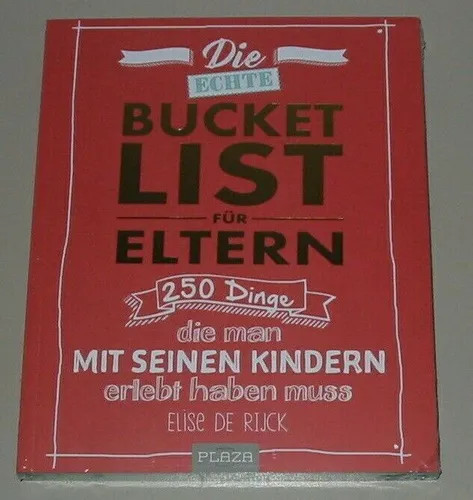 Die
ECHTE
BUCKET
LIST
FÜR
ELTERN
250 Dinge
die man
MIT SEINEN KINDERN
erlebt haben muss
ELISE DE RIJCK
PLAZA